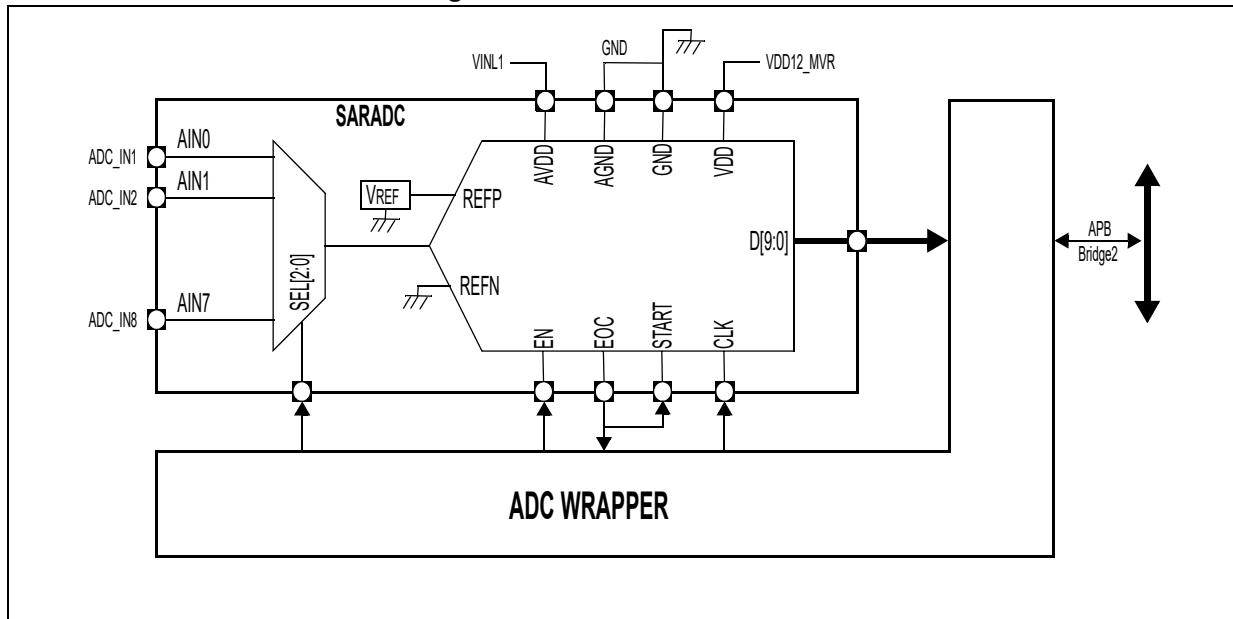 GND
VINL1
VDD12_MVR
SARADC
ADC_IN1
AIN0
ADC_IN2
AIN1
ADC_IN8
AIN7
SEL[2:0]
VREF
REFP
REFN
AVDD
AGND
GND
VDD
D[9:0]
EN
EOC
START
CLK
APB
Bridge2
ADC WRAPPER